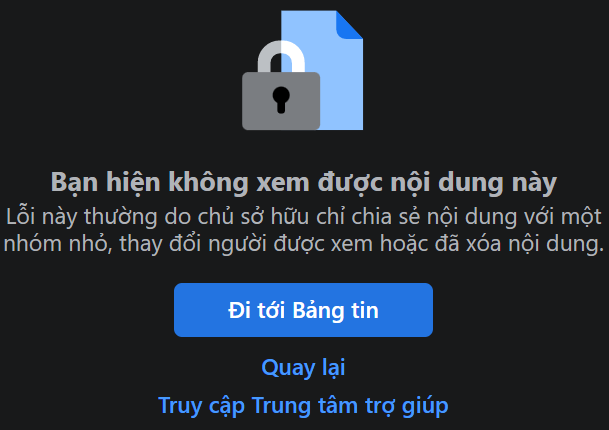 Bạn hiện không xem được nội dung này
Lỗi này thường do chủ sở hữu chỉ chia sẻ nội dung với một
nhóm nhỏ, thay đổi người được xem hoặc đã xóa nội dung.
Đi tới Bảng tin
Quay lại
Truy cập Trung tâm trợ giúp